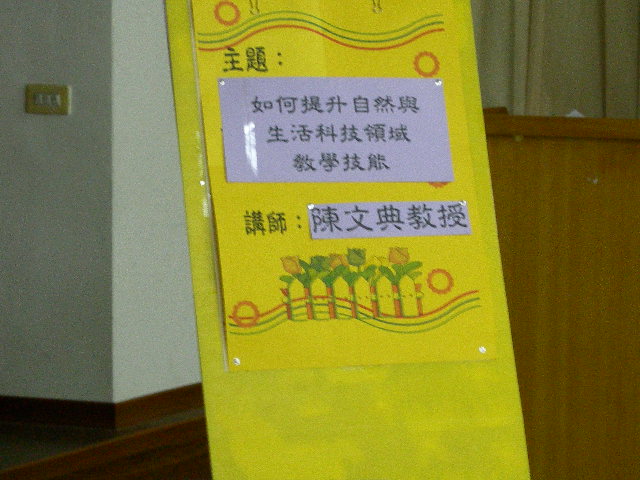 主題：
如何提升自然與
生活科技領域
教學技能
講師：陳文典教授